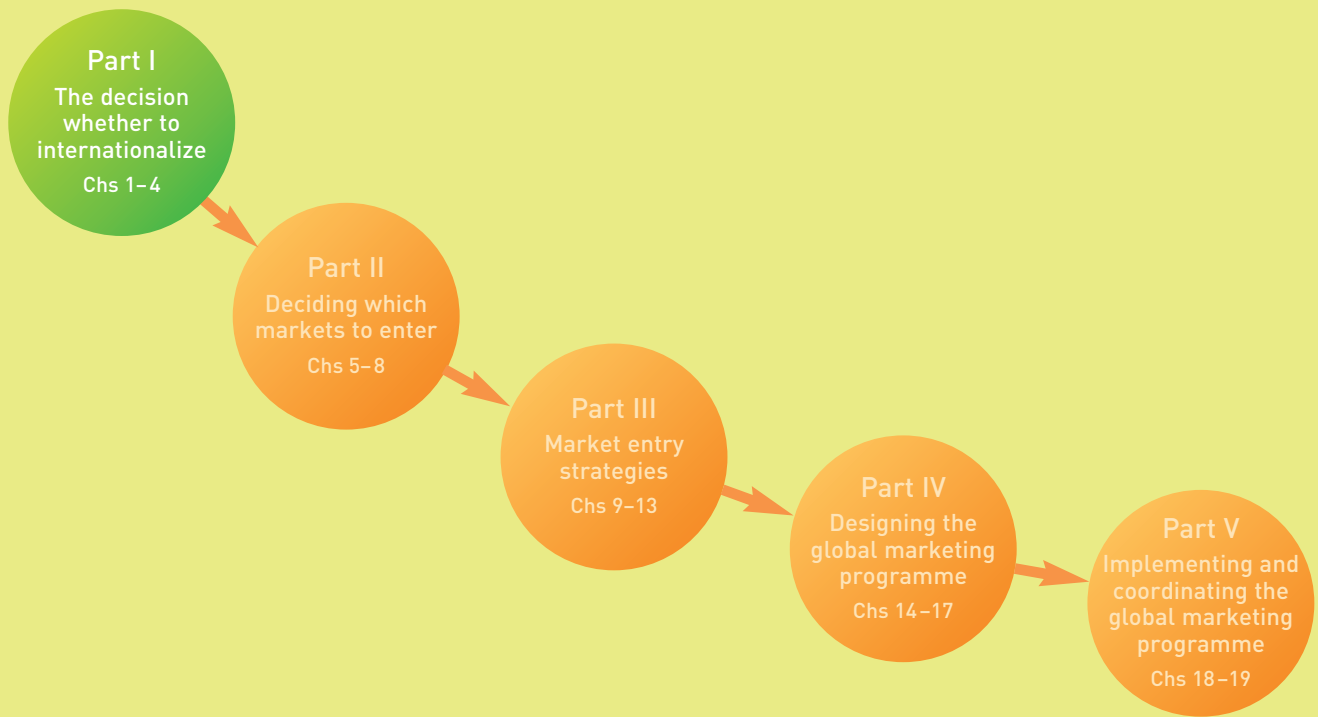 Part I
The decision
whether to
internationalize
Chs 1–4
Part II
Deciding which
markets to enter
Chs 5–8
Part III
Market entry
strategies
Chs 9–13
Part IV
Designing the
global marketing
programme
Chs 14–17
Part V
Implementing and
coordinating the
global marketing
programme
Chs 18–19